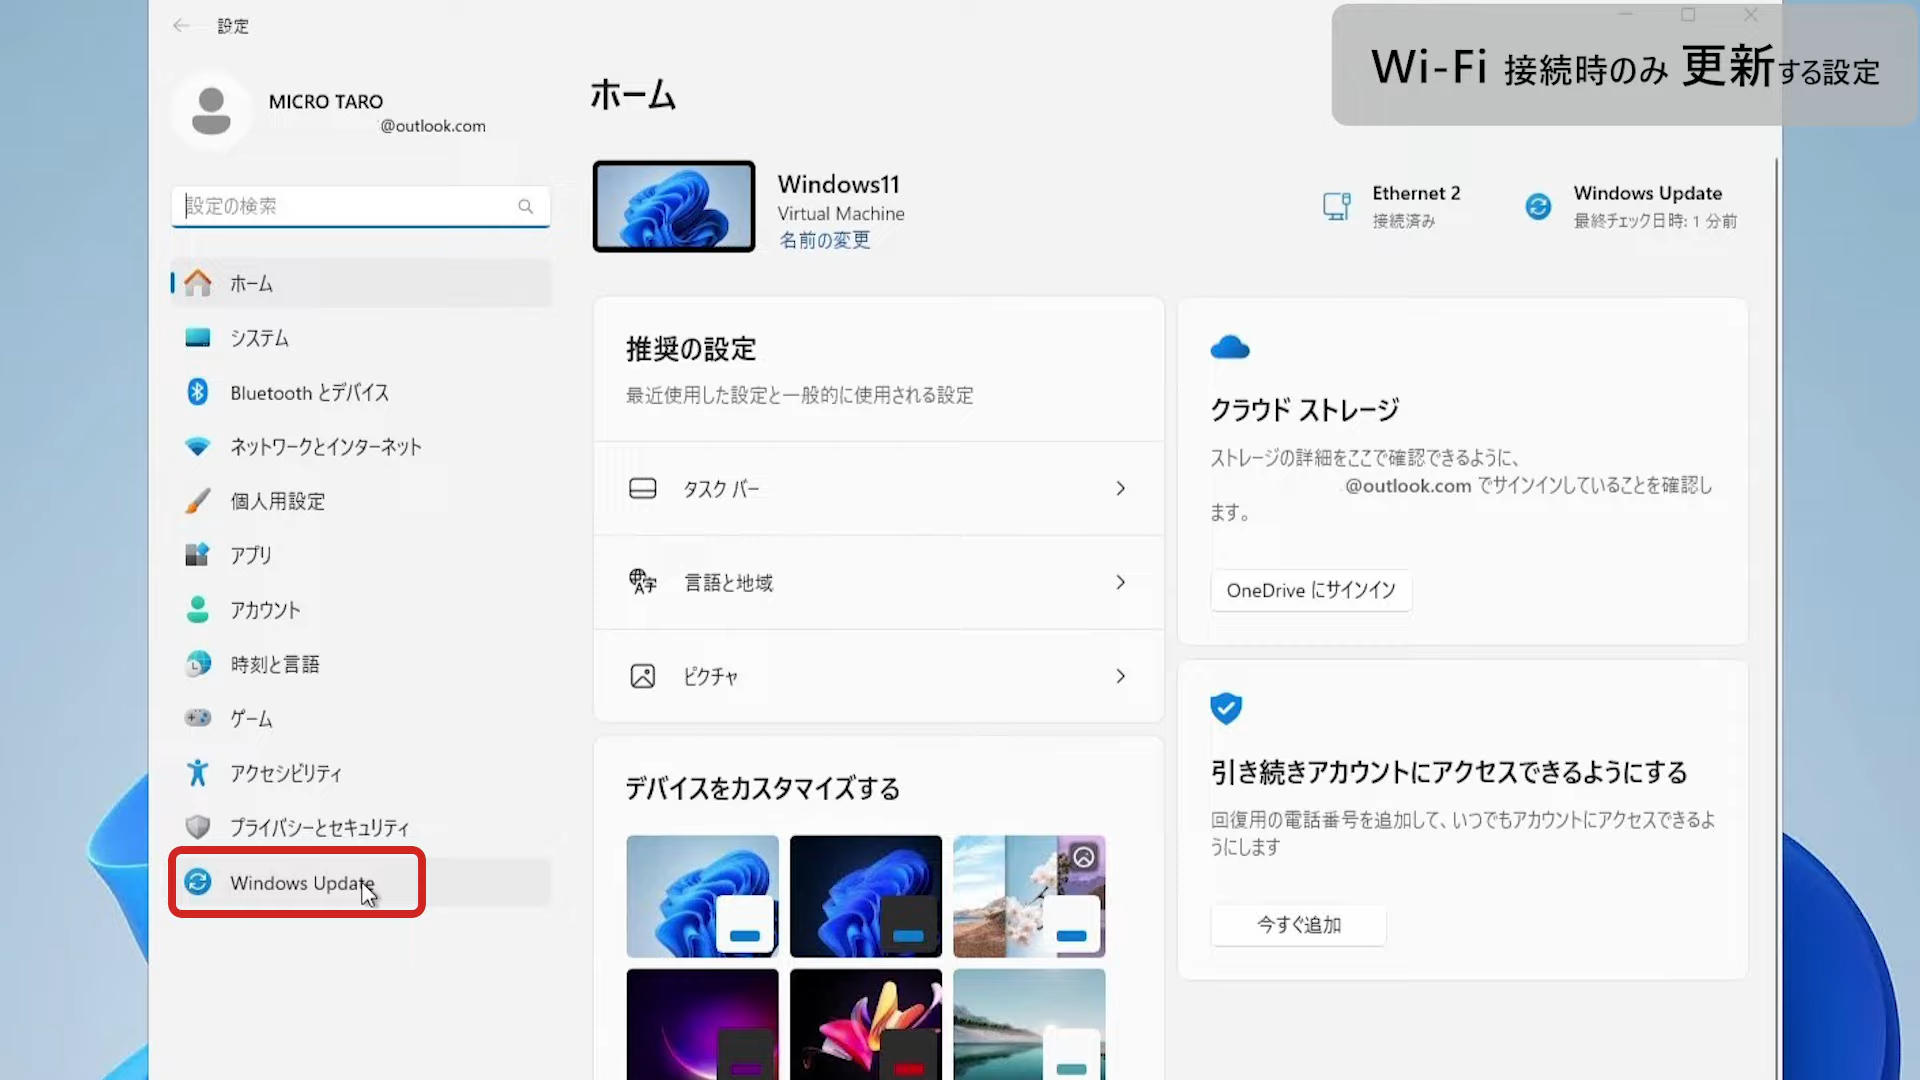 設定
Wi-Fi 接続時のみ 更新する設定
MICRO TARO
@outlook.com
設定の検索
ホーム
システム
Bluetooth とデバイス
ネットワークとインターネット
個人用設定
アプリ
アカウント
時刻と言語
ゲーム
アクセシビリティ
プライバシーとセキュリティ
Windows Update
ホーム
Windows11
Virtual Machine
名前の変更
Ethernet 2
接続済み
Windows Update
最終チェック日時: 1 分前
推奨の設定
最近使用した設定と一般的に使用される設定
タスク バー
言語と地域
ピクチャ
デバイスをカスタマイズする
クラウド ストレージ
ストレージの詳細をここで確認できるように、
@outlook.com でサインインしていることを確認し
ます。
OneDrive にサインイン
引き続きアカウントにアクセスできるようにする
回復用の電話番号を追加して、いつでもアカウントにアクセスできるよ
うにします
今すぐ追加